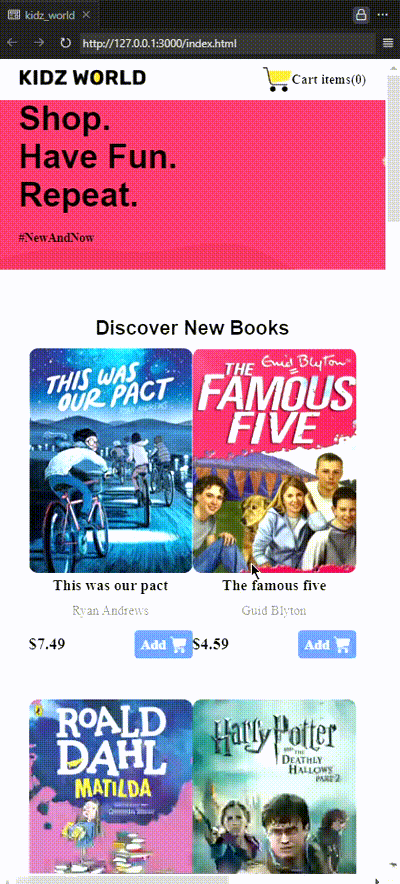 kidz_world
http://127.0.0.1:3000/index.html
KIDZ WORLD
Cart items(0)
Shop.
Have Fun.
Repeat.
#NewAndNow
Discover New Books
THIS WAS
OUR PACT
RYAN ANDREWS
Enid Blyton
THE
FAMOUS
FIVE
This was our pact
The famous five
Ryan Andrews
Guid Blyton
$7.49
Add
$4.59
Add
ROALD
DAHL
MATILDA
Quentin Blake
Harry Potter
AND THE
DEATHLY
HALLOWS
PART 2